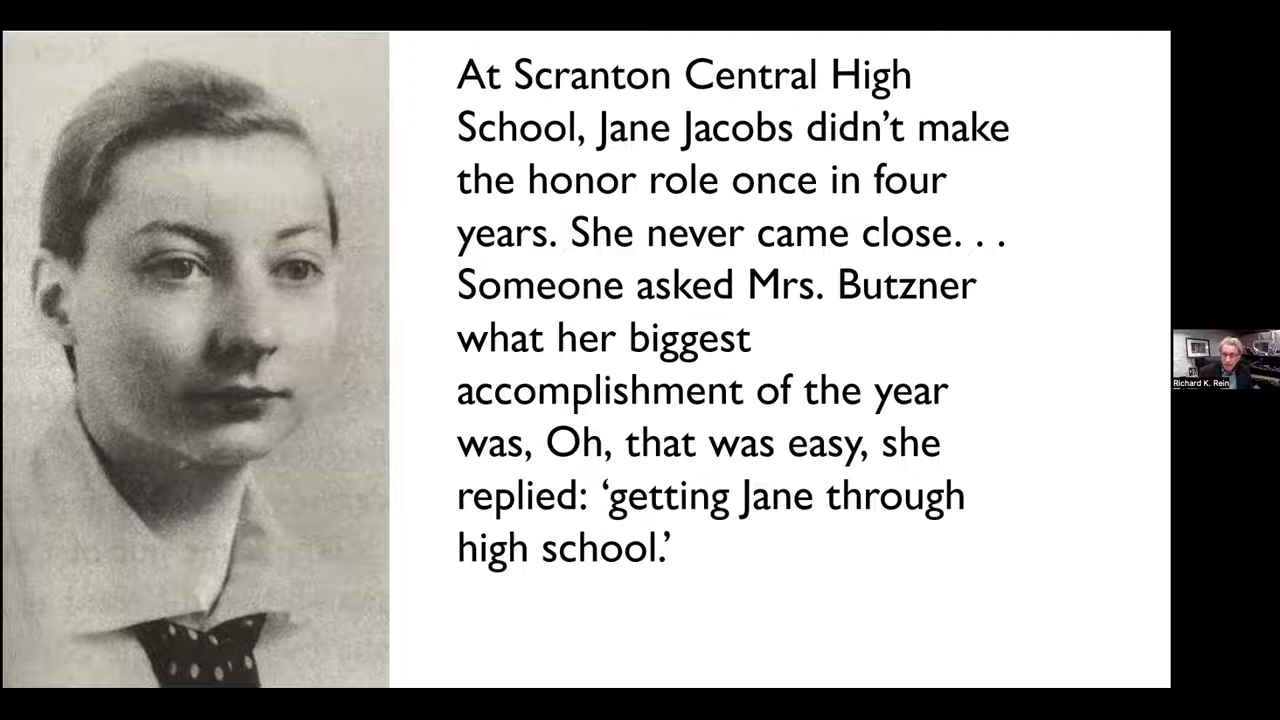 At Scranton Central High
School, Jane Jacobs didn’t make
the honor role once in four
years. She never came close. . .
Someone asked Mrs. Butzner
what her biggest
accomplishment of the year
was, Oh, that was easy, she
replied: ‘getting Jane through
high school.’
Richard K. Rein